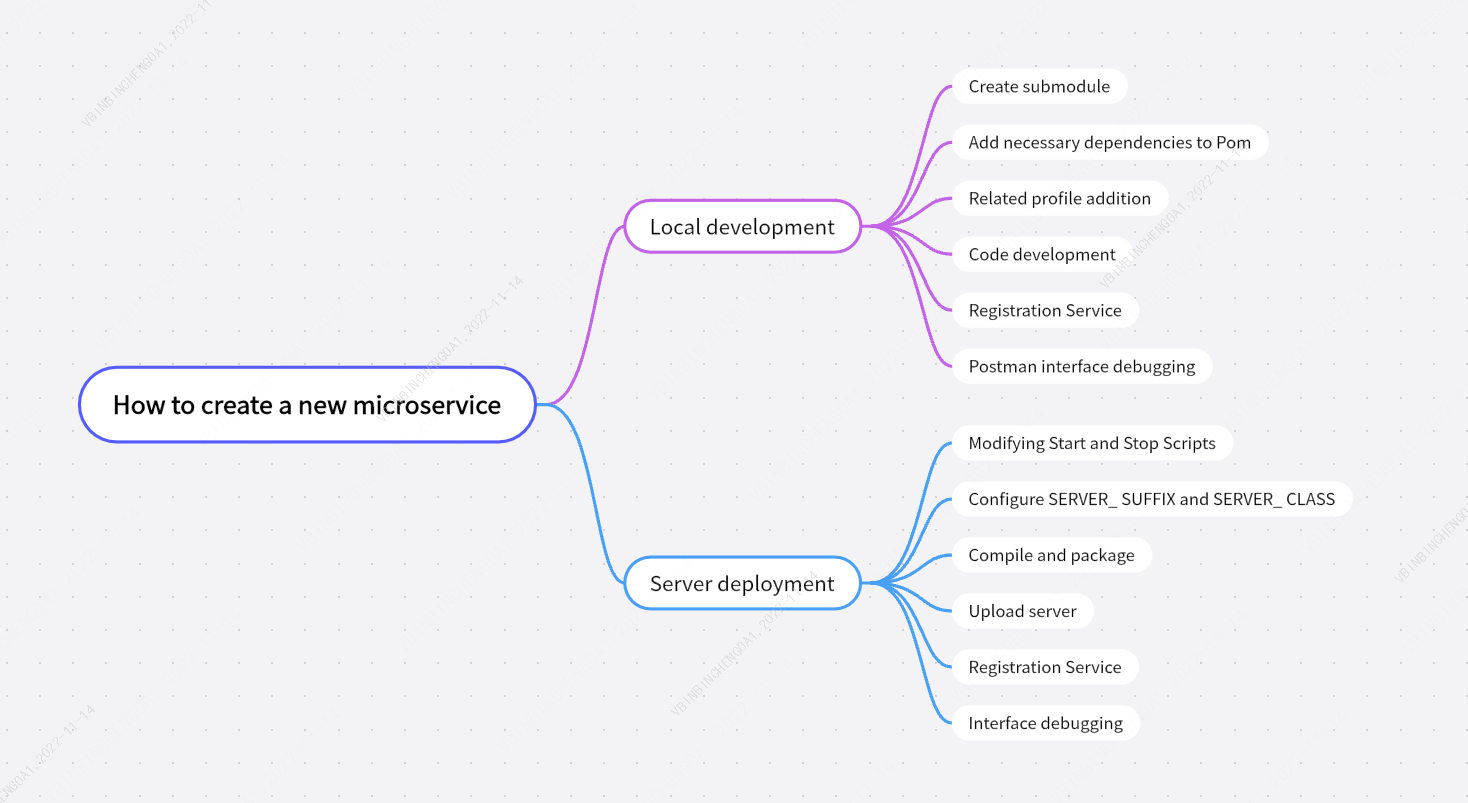 How to create a new microservice
Local development
Create submodule
Add necessary dependencies to Pom
Related profile addition
Code development
Registration Service
Postman interface debugging
Server deployment
Modifying Start and Stop Scripts
Configure SERVER_ SUFFIX and SERVER_ CLASS
Compile and package
Upload server
Registration Service
Interface debugging